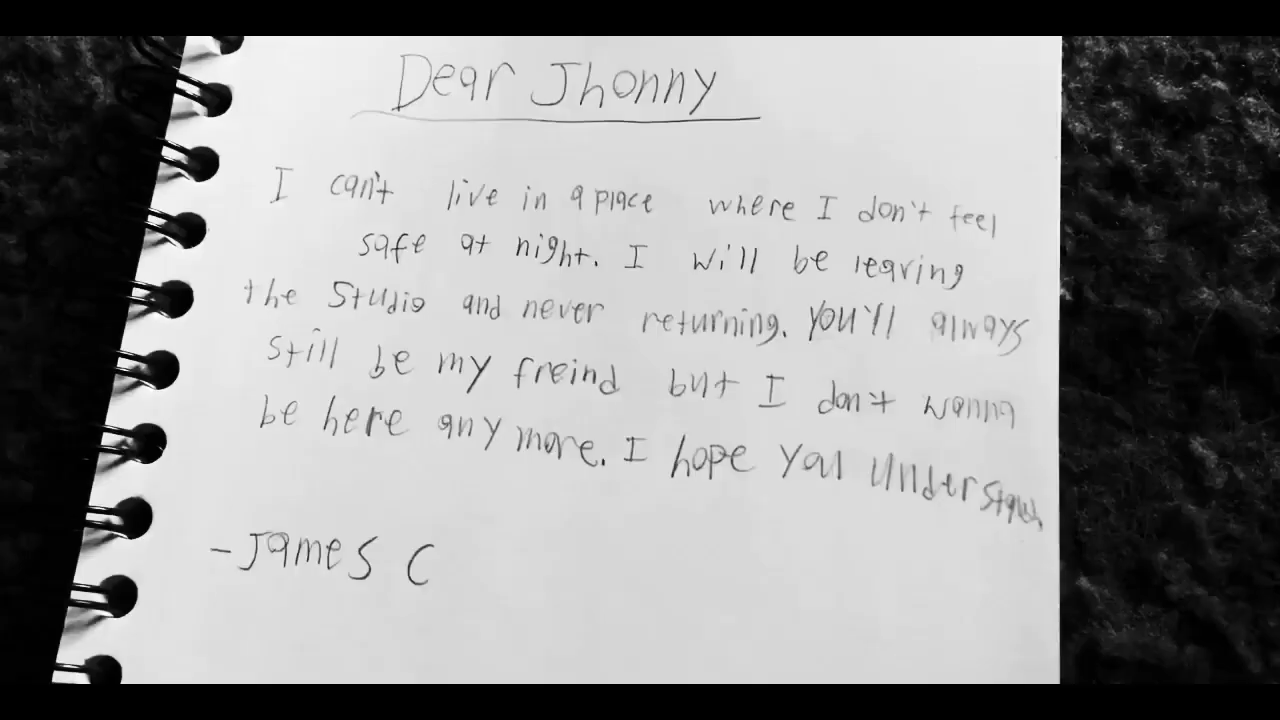 Dear Jhonny
I can't live in a place where I don't feel
safe at night. I will be leaving
the Studio and never returning. You'll always
still be my freind but I don't wanna
be here any more. I hope you understand.
-James C